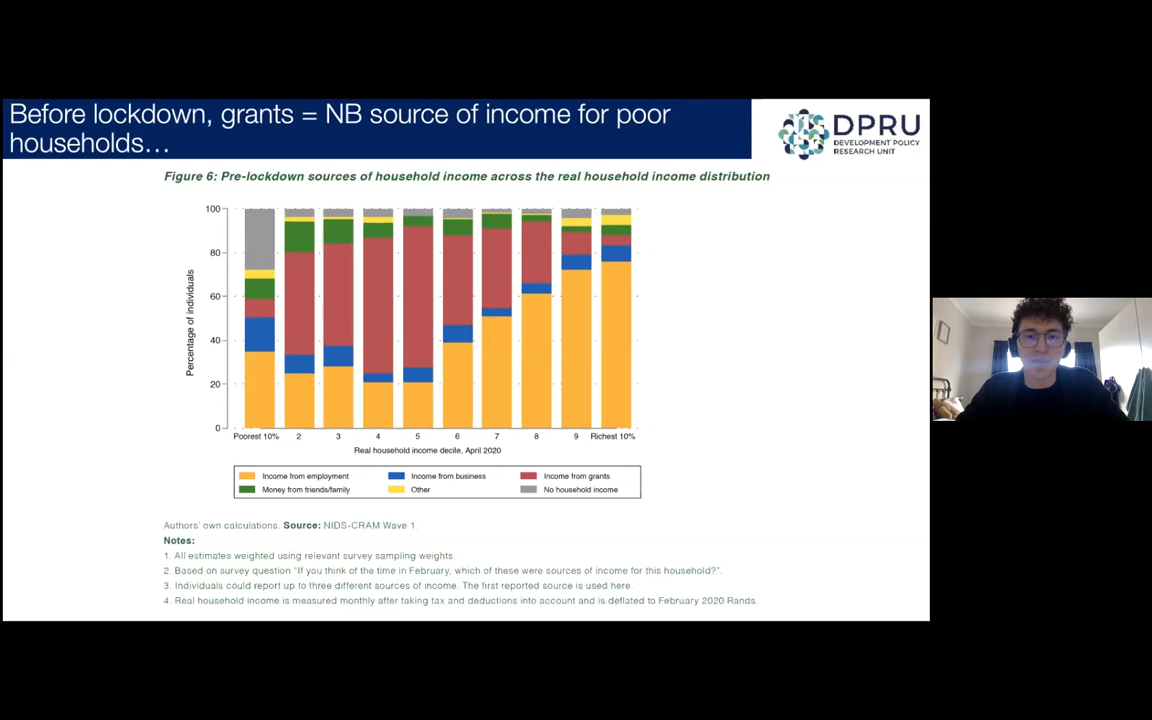 Before lockdown, grants = NB source of income for poor
households…
DPRU
DEVELOPMENT POLICY
RESEARCH UNIT
Figure 6: Pre-lockdown sources of household income across the real household income distribution
Percentage of individuals
100
80
60
40
20
0
Poorest 10% 2 3 4 5 6 7 8 9 Richest 10%
Real household income decile, April 2020
Income from employment Income from business Income from grants
Money from friends/family Other No household income
Authors' own calculations. Source: NIDS-CRAM Wave 1.
Notes:
1. All estimates weighted using relevant survey sampling weights
2. Based on survey question "If you think of the time in February, which of these were sources of income for this household?".
3. Individuals could report up to three different sources of income. The first reported source is used here.
4. Real household income is measured monthly after taking tax and deductions into account and is deflated to February 2020 Rands.